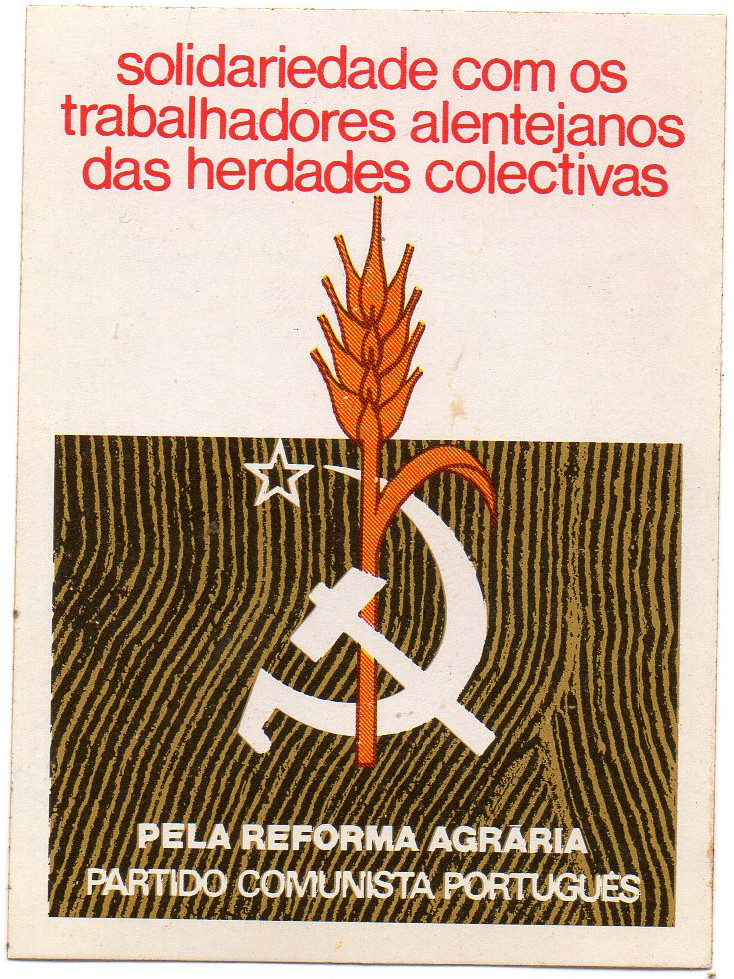 solidariedade com os
trabalhadores alentejanos
das herdades colectivas
PELA REFORMA AGRÁRIA
PARTIDO COMUNISTA PORTUGUÊS